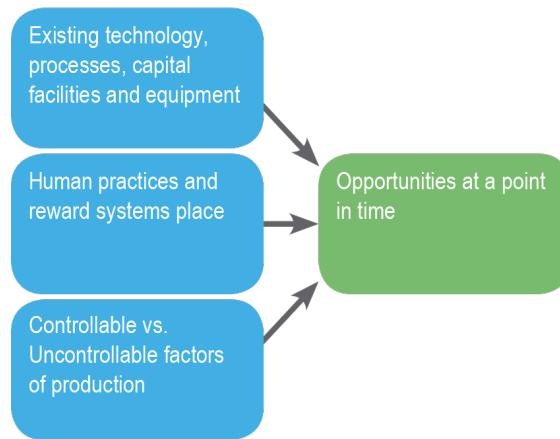 Existing technology,
processes, capital
facilities and equipment
Human practices and
reward systems place
Opportunities at a point
in time
Controllable vs.
Uncontrollable factors
of production